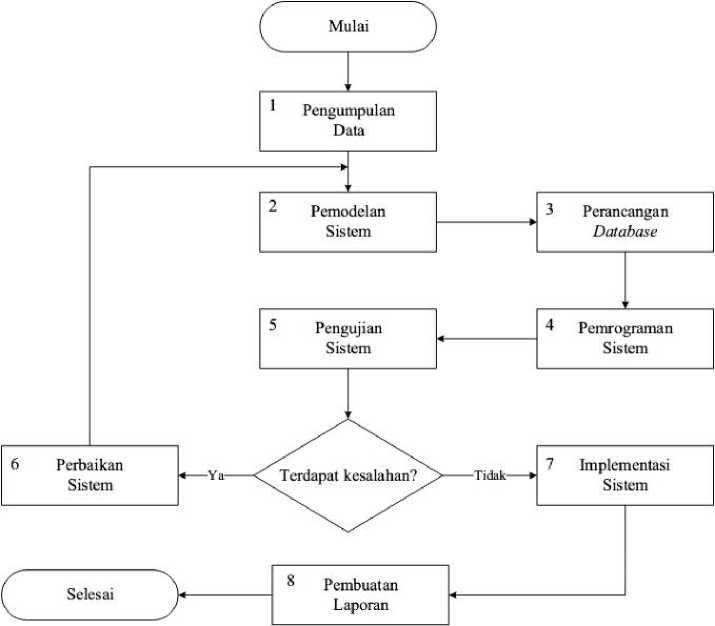 Mulai
1
Pengumpulan
Data
2
Pemodelan
Sistem
3
Perancangan
Database
5
Pengujian
Sistem
4
Pemrograman
Sistem
6
Perbaikan
Sistem
Ya
Terdapat kesalahan?
Tidak
7
Implementasi
Sistem
Selesai
8
Pembuatan
Laporan